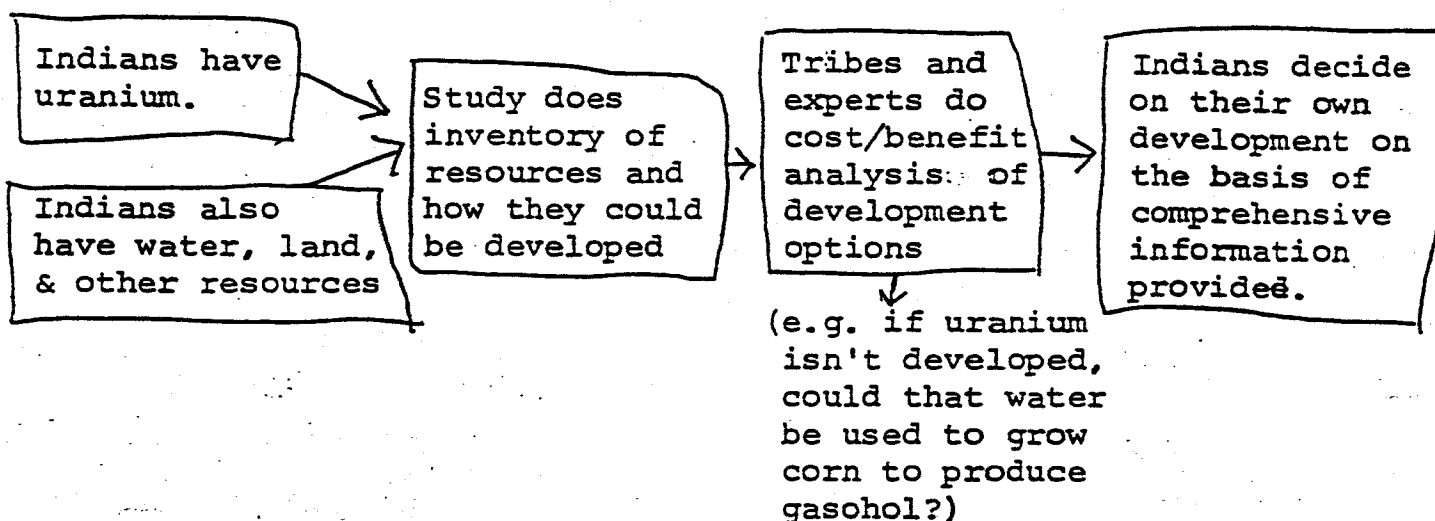 Indians have
uranium.
Indians also
have water, land,
& other resources
Study does
inventory of
resources and
how they could
be developed
Tribes and
experts do
cost/benefit
analysis of
development
options
(e.g. if uranium
isn't developed,
could that water
be used to grow
corn to produce
gasohol?)
Indians decide
on their own
development on
the basis of
comprehensive
information
provided.